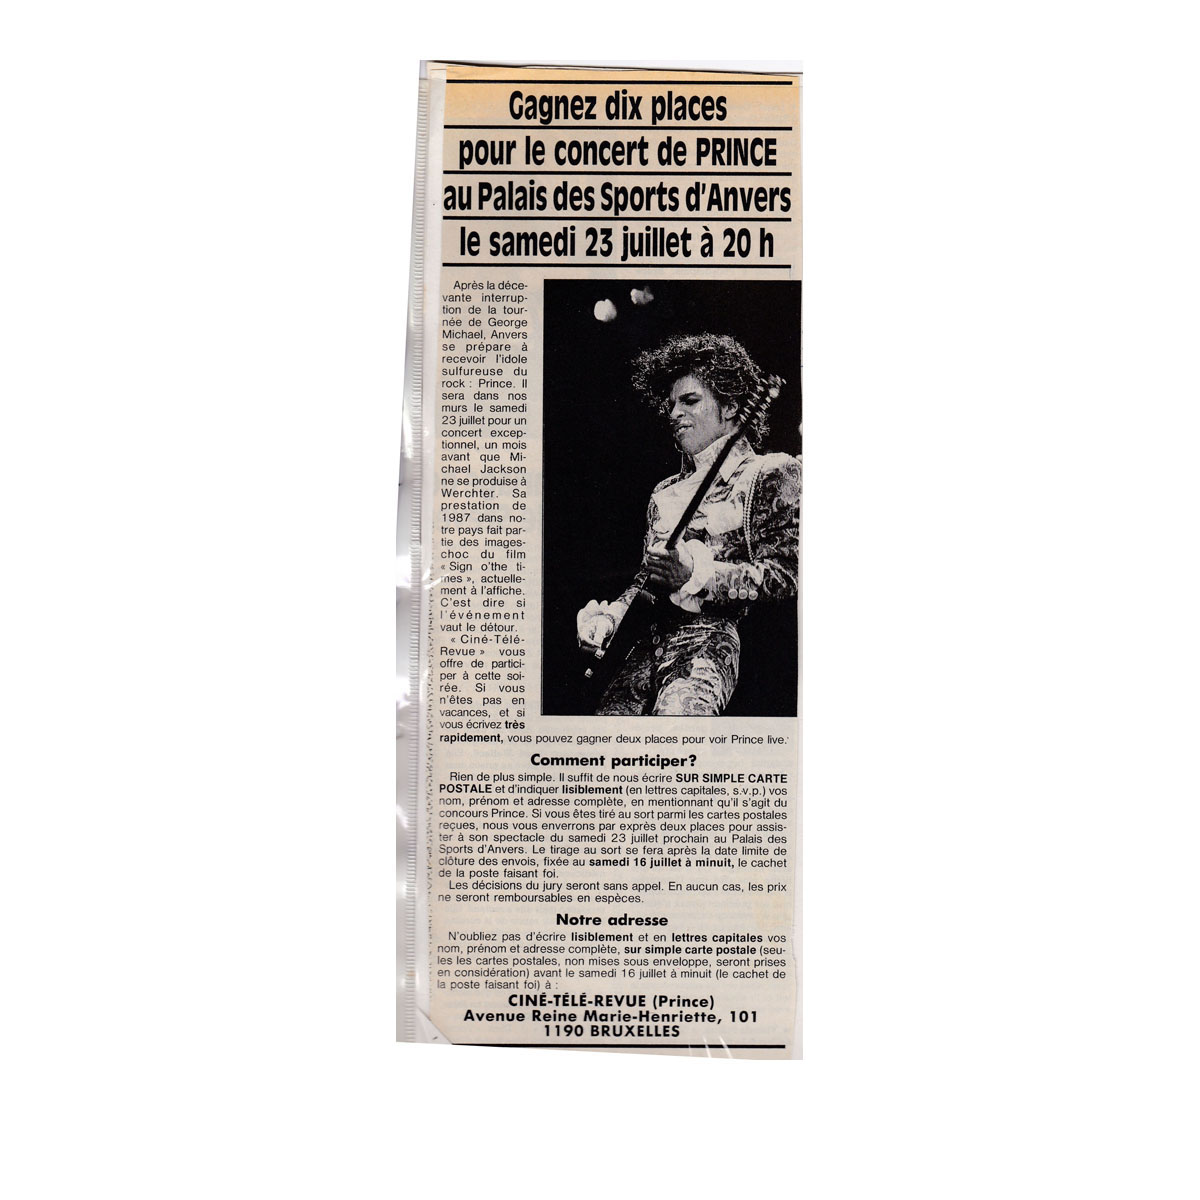 Gagnez dix places
pour le concert de PRINCE
au Palais des Sports d'Anvers
le samedi 23 juillet à 20 h
Après la déce-
vante interrup-
tion de la tour-
née de George
Michael, Anvers
se prépare à
recevoir l'idole
sulfureuse du
rock : Prince. Il
sera dans nos
murs le samedi
23 juillet pour un
concert excep-
tionnel, un mois
avant que Mi-
chael Jackson
ne se produise à
Werchter. Sa
prestation de
1987 dans no-
tre pays fait par-
tie des images-
choc du film
« Sign o'the ti-
mes », actuelle-
ment à l'affiche.
C'est dire si
l'événement
vaut le détour.
« Ciné-Télé-
Revue » vous
offre de partici-
per à cette soi-
rée. Si vous
n'êtes pas en
vacances, et si
vous écrivez très
rapidement, vous pouvez gagner deux places pour voir Prince live.
Comment participer?
Rien de plus simple. Il suffit de nous écrire SUR SIMPLE CARTE
POSTALE et d'indiquer lisiblement (en lettres capitales, s.v.p.) vos
nom, prénom et adresse complète, en mentionnant qu'il s'agit du
concours Prince. Si vous êtes tiré au sort parmi les cartes postales
reçues, nous vous enverrons par exprès deux places pour assis-
ter à son spectacle du samedi 23 juillet prochain au Palais des
Sports d'Anvers. Le tirage au sort se fera après la date limite de
clôture des envois, fixée au samedi 16 juillet à minuit, le cachet
de la poste faisant foi.
Les décisions du jury seront sans appel. En aucun cas, les prix
ne seront remboursables en espèces.
Notre adresse
N'oubliez pas d'écrire lisiblement et en lettres capitales vos
nom, prénom et adresse complète, sur simple carte postale (seu-
les les cartes postales, non mises sous enveloppe, seront prises
en considération) avant le samedi 16 juillet à minuit (le cachet de
la poste faisant foi) à :
CINÉ-TÉLÉ-REVUE (Prince)
Avenue Reine Marie-Henriette, 101
1190 BRUXELLES